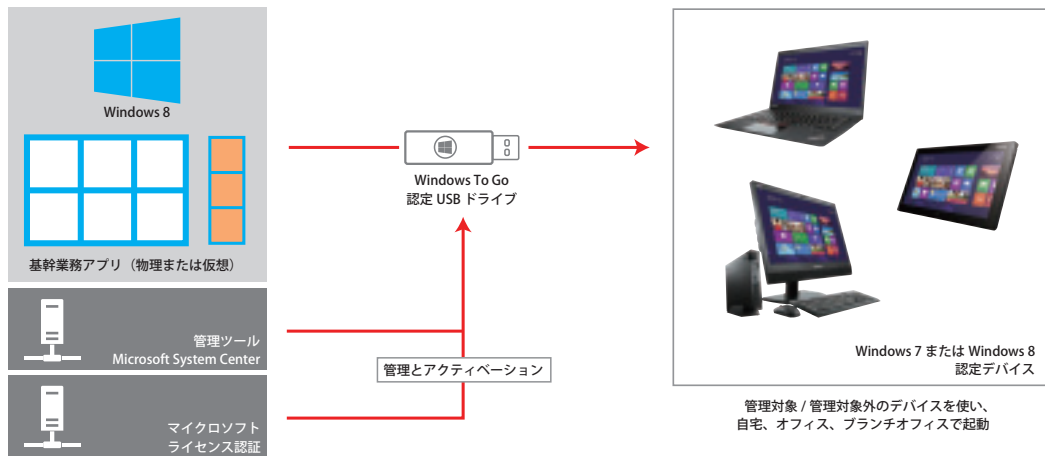 Windows 8
基幹業務アプリ（物理または仮想）
管理ツール
Microsoft System Center
マイクロソフト
ライセンス認証
Windows To Go
認定 USB ドライブ
管理とアクティベーション
Windows 7 または Windows 8
認定デバイス
管理対象 / 管理対象外のデバイスを使い、
自宅、オフィス、ブランチオフィスで起動